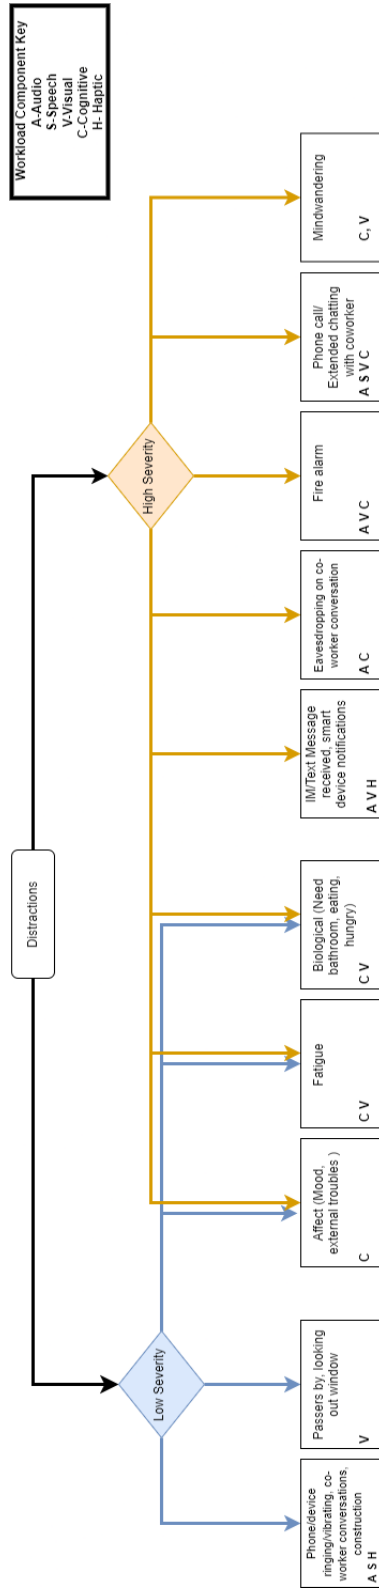 Workload Component Key
A-Audio
S-Speech
V-Visual
C-Cognitive
H- Haptic
Distractions
Low Severity
High Severity
Phone/device
ringing/vibrating, co-
worker conversations,
construction
A S H
Passers by, looking
out window
V
Affect (Mood,
external troubles )
C
Fatigue
C V
Biological (Need
bathroom, eating,
hungry)
C V
IM/Text Message
received, smart
device notifications
A V H
Eavesdropping on co-
worker conversation
A C
Fire alarm
A V C
Phone call/
Extended chatting
with coworker
A S V C
Mindwandering
C, V